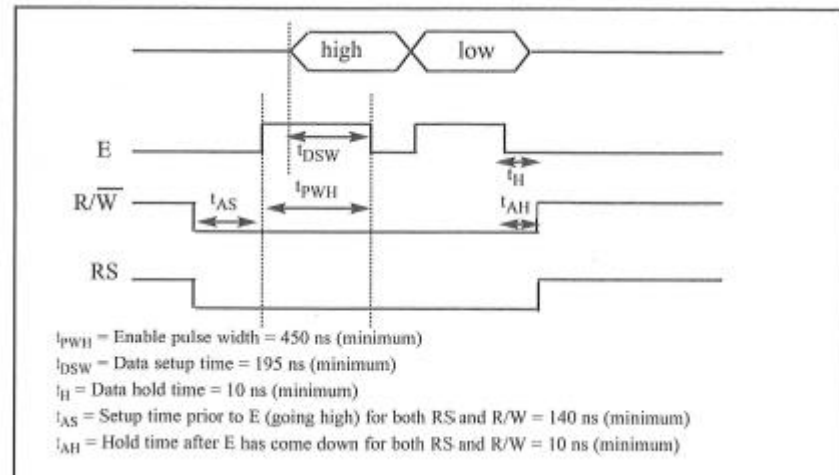 high low
E
tDSW
tH
tPWH
R/W̅
tAS
tAH
RS
tPWH = Enable pulse width = 450 ns (minimum)
tDSW = Data setup time = 195 ns (minimum)
tH = Data hold time = 10 ns (minimum)
tAS = Setup time prior to E (going high) for both RS and R/W = 140 ns (minimum)
tAH = Hold time after E has come down for both RS and R/W = 10 ns (minimum)